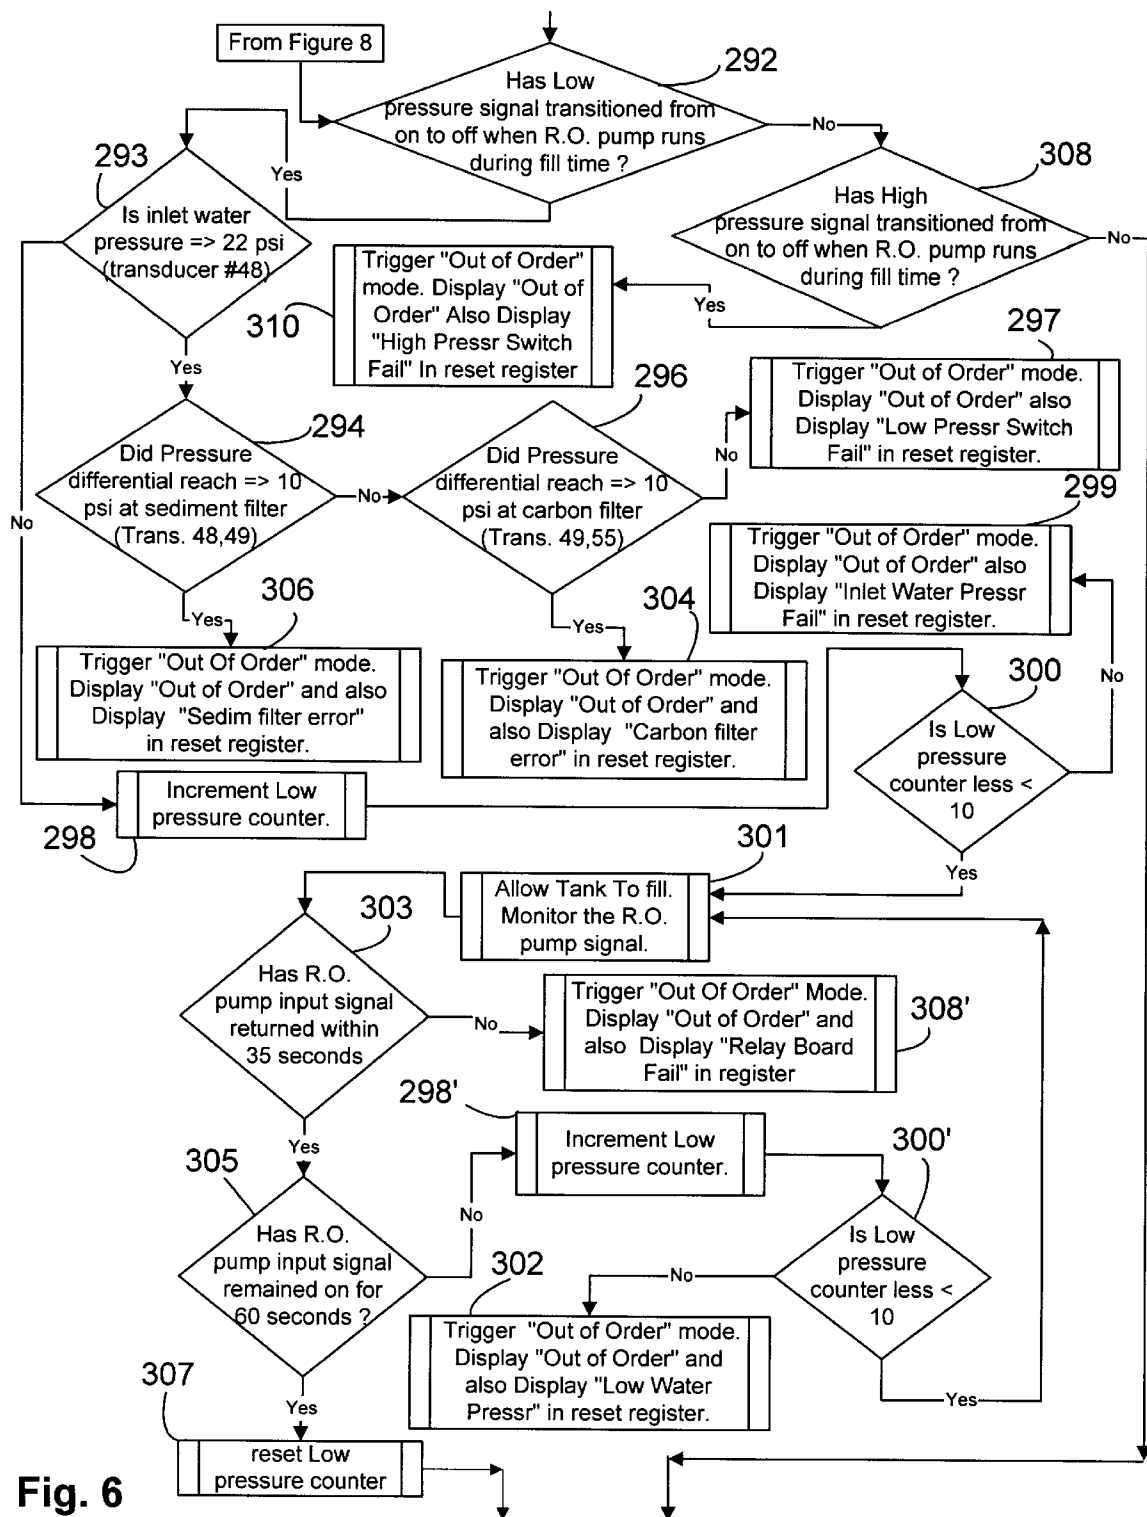 From Figure 8
292
Has Low
pressure signal transitioned from
on to off when R.O. pump runs
during fill time ?
No
Yes
293
Is inlet water
pressure => 22 psi
(transducer #48)
308
Has High
pressure signal transitioned from
on to off when R.O. pump runs
during fill time ?
No
Yes
310
Trigger "Out of Order"
mode. Display "Out of
Order" Also Display
"High Pressr Switch
Fail" In reset register
Yes
No
297
Trigger "Out of Order" mode.
Display "Out of Order" also
Display "Low Pressr Switch
Fail" in reset register.
294
Did Pressure
differential reach => 10
psi at sediment filter
(Trans. 48,49)
No
296
Did Pressure
differential reach => 10
psi at carbon filter
(Trans. 49,55)
No
299
Trigger "Out of Order" mode.
Display "Out of Order" also
Display "Inlet Water Pressr
Fail" in reset register.
Yes
306
Trigger "Out Of Order" mode.
Display "Out of Order" and also
Display "Sedim filter error"
in reset register.
Yes
304
Trigger "Out Of Order" mode.
Display "Out of Order" and
also Display "Carbon filter
error" in reset register.
300
Is Low
pressure
counter less <
10
No
Yes
298
Increment Low
pressure counter.
301
Allow Tank To fill.
Monitor the R.O.
pump signal.
303
Has R.O.
pump input signal
returned within
35 seconds
No
308'
Trigger "Out Of Order" Mode.
Display "Out of Order" and
also Display "Relay Board
Fail" in register
Yes
298'
Increment Low
pressure counter.
305
Has R.O.
pump input signal
remained on for
60 seconds ?
No
300'
Is Low
pressure
counter less <
10
No
Yes
302
Trigger "Out of Order" mode.
Display "Out of Order" and
also Display "Low Water
Pressr" in reset register.
Yes
307
reset Low
pressure counter
Fig. 6